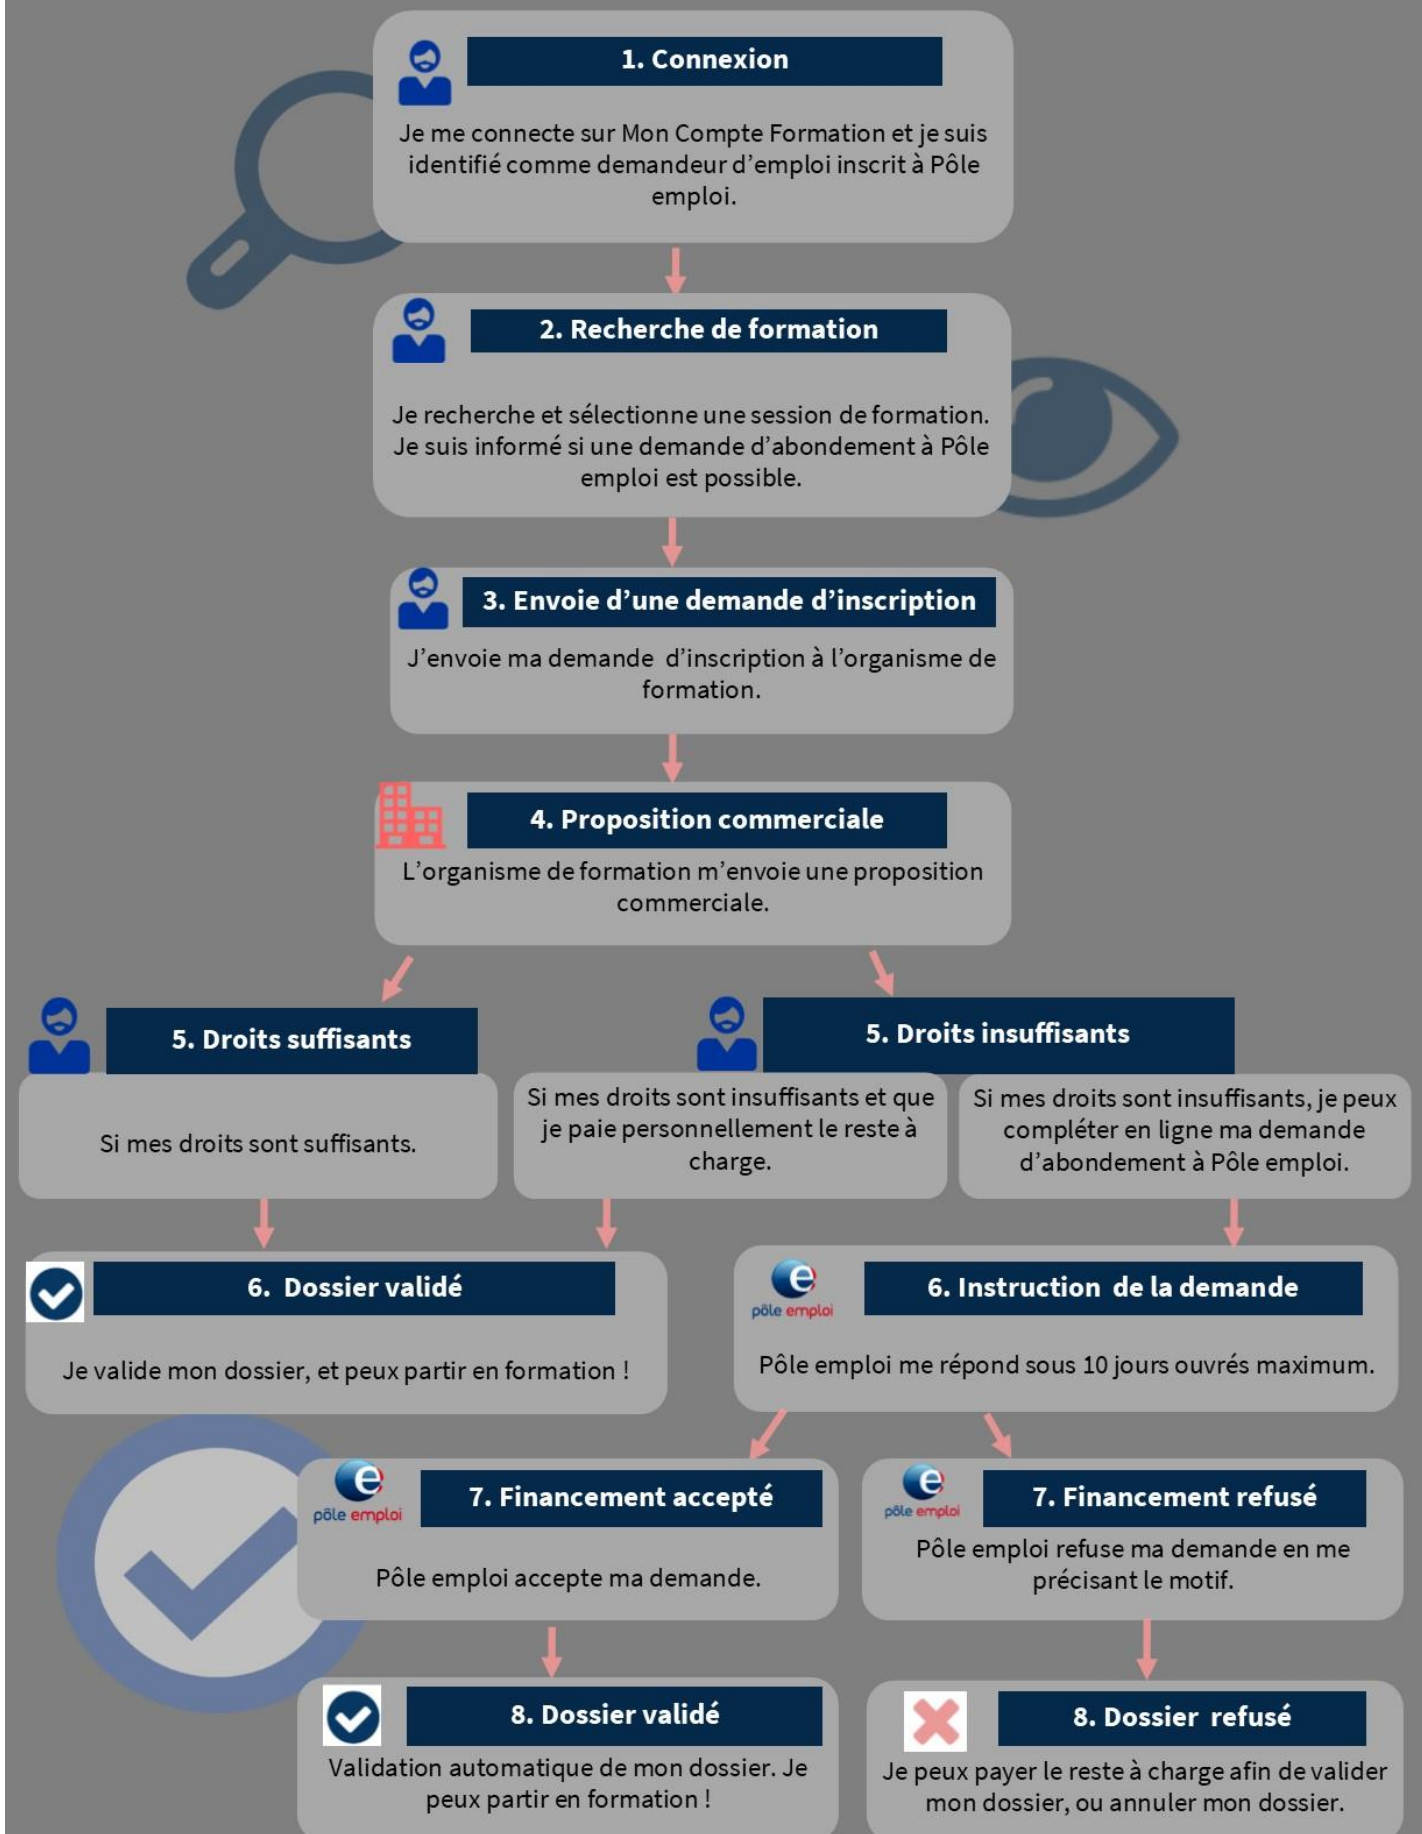 1. Connexion
Je me connecte sur Mon Compte Formation et je suis
identifié comme demandeur d’emploi inscrit à Pôle
emploi.
2. Recherche de formation
Je recherche et sélectionne une session de formation.
Je suis informé si une demande d’abondement à Pôle
emploi est possible.
3. Envoie d’une demande d’inscription
J’envoie ma demande d’inscription à l’organisme de
formation.
4. Proposition commerciale
L’organisme de formation m’envoie une proposition
commerciale.
5. Droits suffisants
Si mes droits sont suffisants.
5. Droits insuffisants
Si mes droits sont insuffisants et que
je paie personnellement le reste à
charge.
Si mes droits sont insuffisants, je peux
compléter en ligne ma demande
d’abondement à Pôle emploi.
6. Dossier validé
Je valide mon dossier, et peux partir en formation !
pôle emploi
6. Instruction de la demande
Pôle emploi me répond sous 10 jours ouvrés maximum.
pôle emploi
7. Financement accepté
Pôle emploi accepte ma demande.
pôle emploi
7. Financement refusé
Pôle emploi refuse ma demande en me
précisant le motif.
8. Dossier validé
Validation automatique de mon dossier. Je
peux partir en formation !
8. Dossier refusé
Je peux payer le reste à charge afin de valider
mon dossier, ou annuler mon dossier.